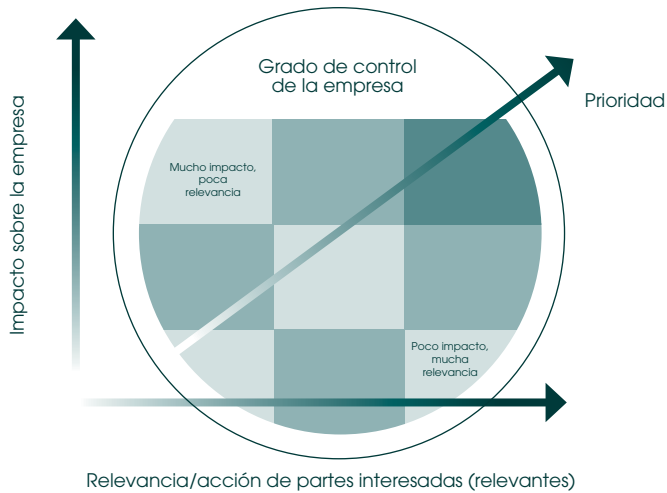 Grado de control
de la empresa
Prioridad
Impacto sobre la empresa
Mucho impacto,
poca
relevancia
Poco impacto,
mucha
relevancia
Relevancia/acción de partes interesadas (relevantes)